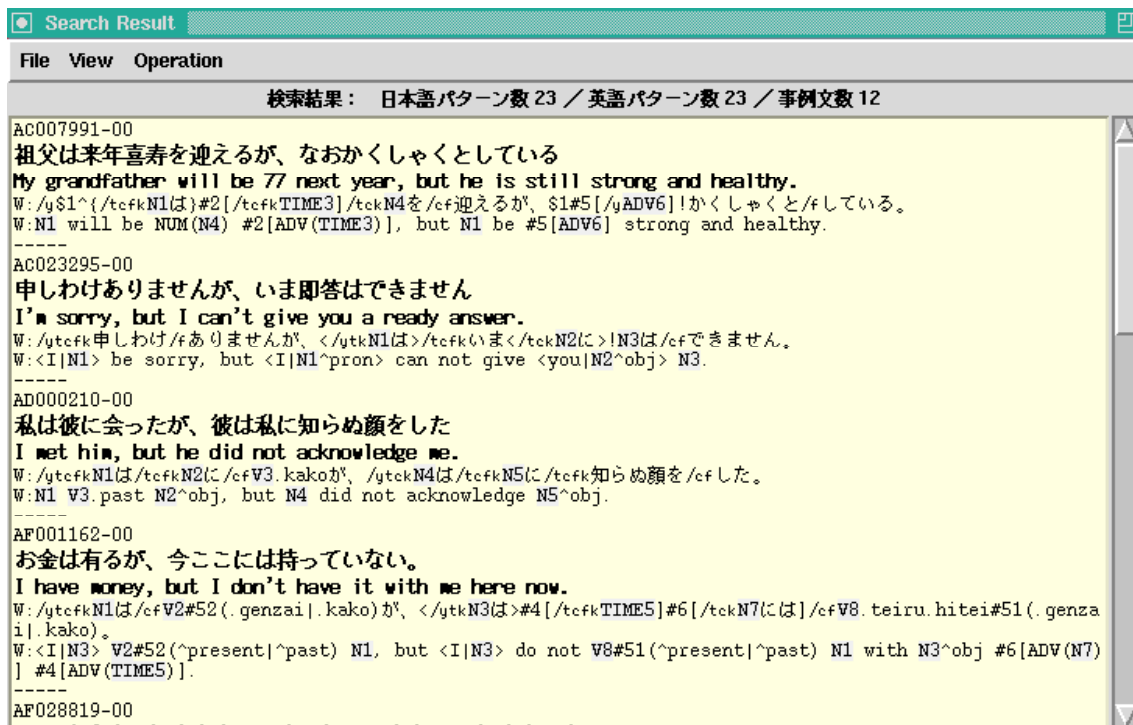 Search Result
File View Operation
検索結果： 日本語パターン数 23 ／ 英語パターン数 23 ／ 事例文数 12
AC007991-00
祖父は来年喜寿を迎えるが、なおかくしゃくとしている
My grandfather will be 77 next year, but he is still strong and healthy.
W:/y$1^{/tcfkN1は}#2[/tcfkTIME3]/tckN4を/cf迎えるが、$1#5[/yADV6]!かくしゃくと/fしている。
W:N1 will be NUM(N4) #2[ADV(TIME3)], but N1 be #5[ADV6] strong and healthy.
-----
AC023295-00
申しわけありませんが、いま即答はできません
I'm sorry, but I can't give you a ready answer.
W:/ytcfk申しわけ/fありませんが、</ytkN1は>/tcfkいま</tckN2に>!N3は/cfできません。
W:<I|N1> be sorry, but <I|N1^pron> can not give <you|N2^obj> N3.
-----
AD000210-00
私は彼に会ったが、彼は私に知らぬ顔をした
I met him, but he did not acknowledge me.
W:/ytcfkN1は/tcfkN2に/cfV3.kakoが、/ytckN4は/tcfkN5に/tcfk知らぬ顔を/cfした。
W:N1 V3.past N2^obj, but N4 did not acknowledge N5^obj.
-----
AF001162-00
お金は有るが、今ここには持っていない。
I have money, but I don't have it with me here now.
W:/ytcfkN1は/cfV2#52(.genzai|.kako)が、</ytkN3は>#4[/tcfkTIME5]#6[/tckN7には]/cfV8.teiru.hitei#51(.genza
i|.kako)。
W:<I|N3> V2#52(^present|^past) N1, but <I|N3> do not V8#51(^present|^past) N1 with N3^obj #6[ADV(N7)
] #4[ADV(TIME5)].
-----
AF028819-00